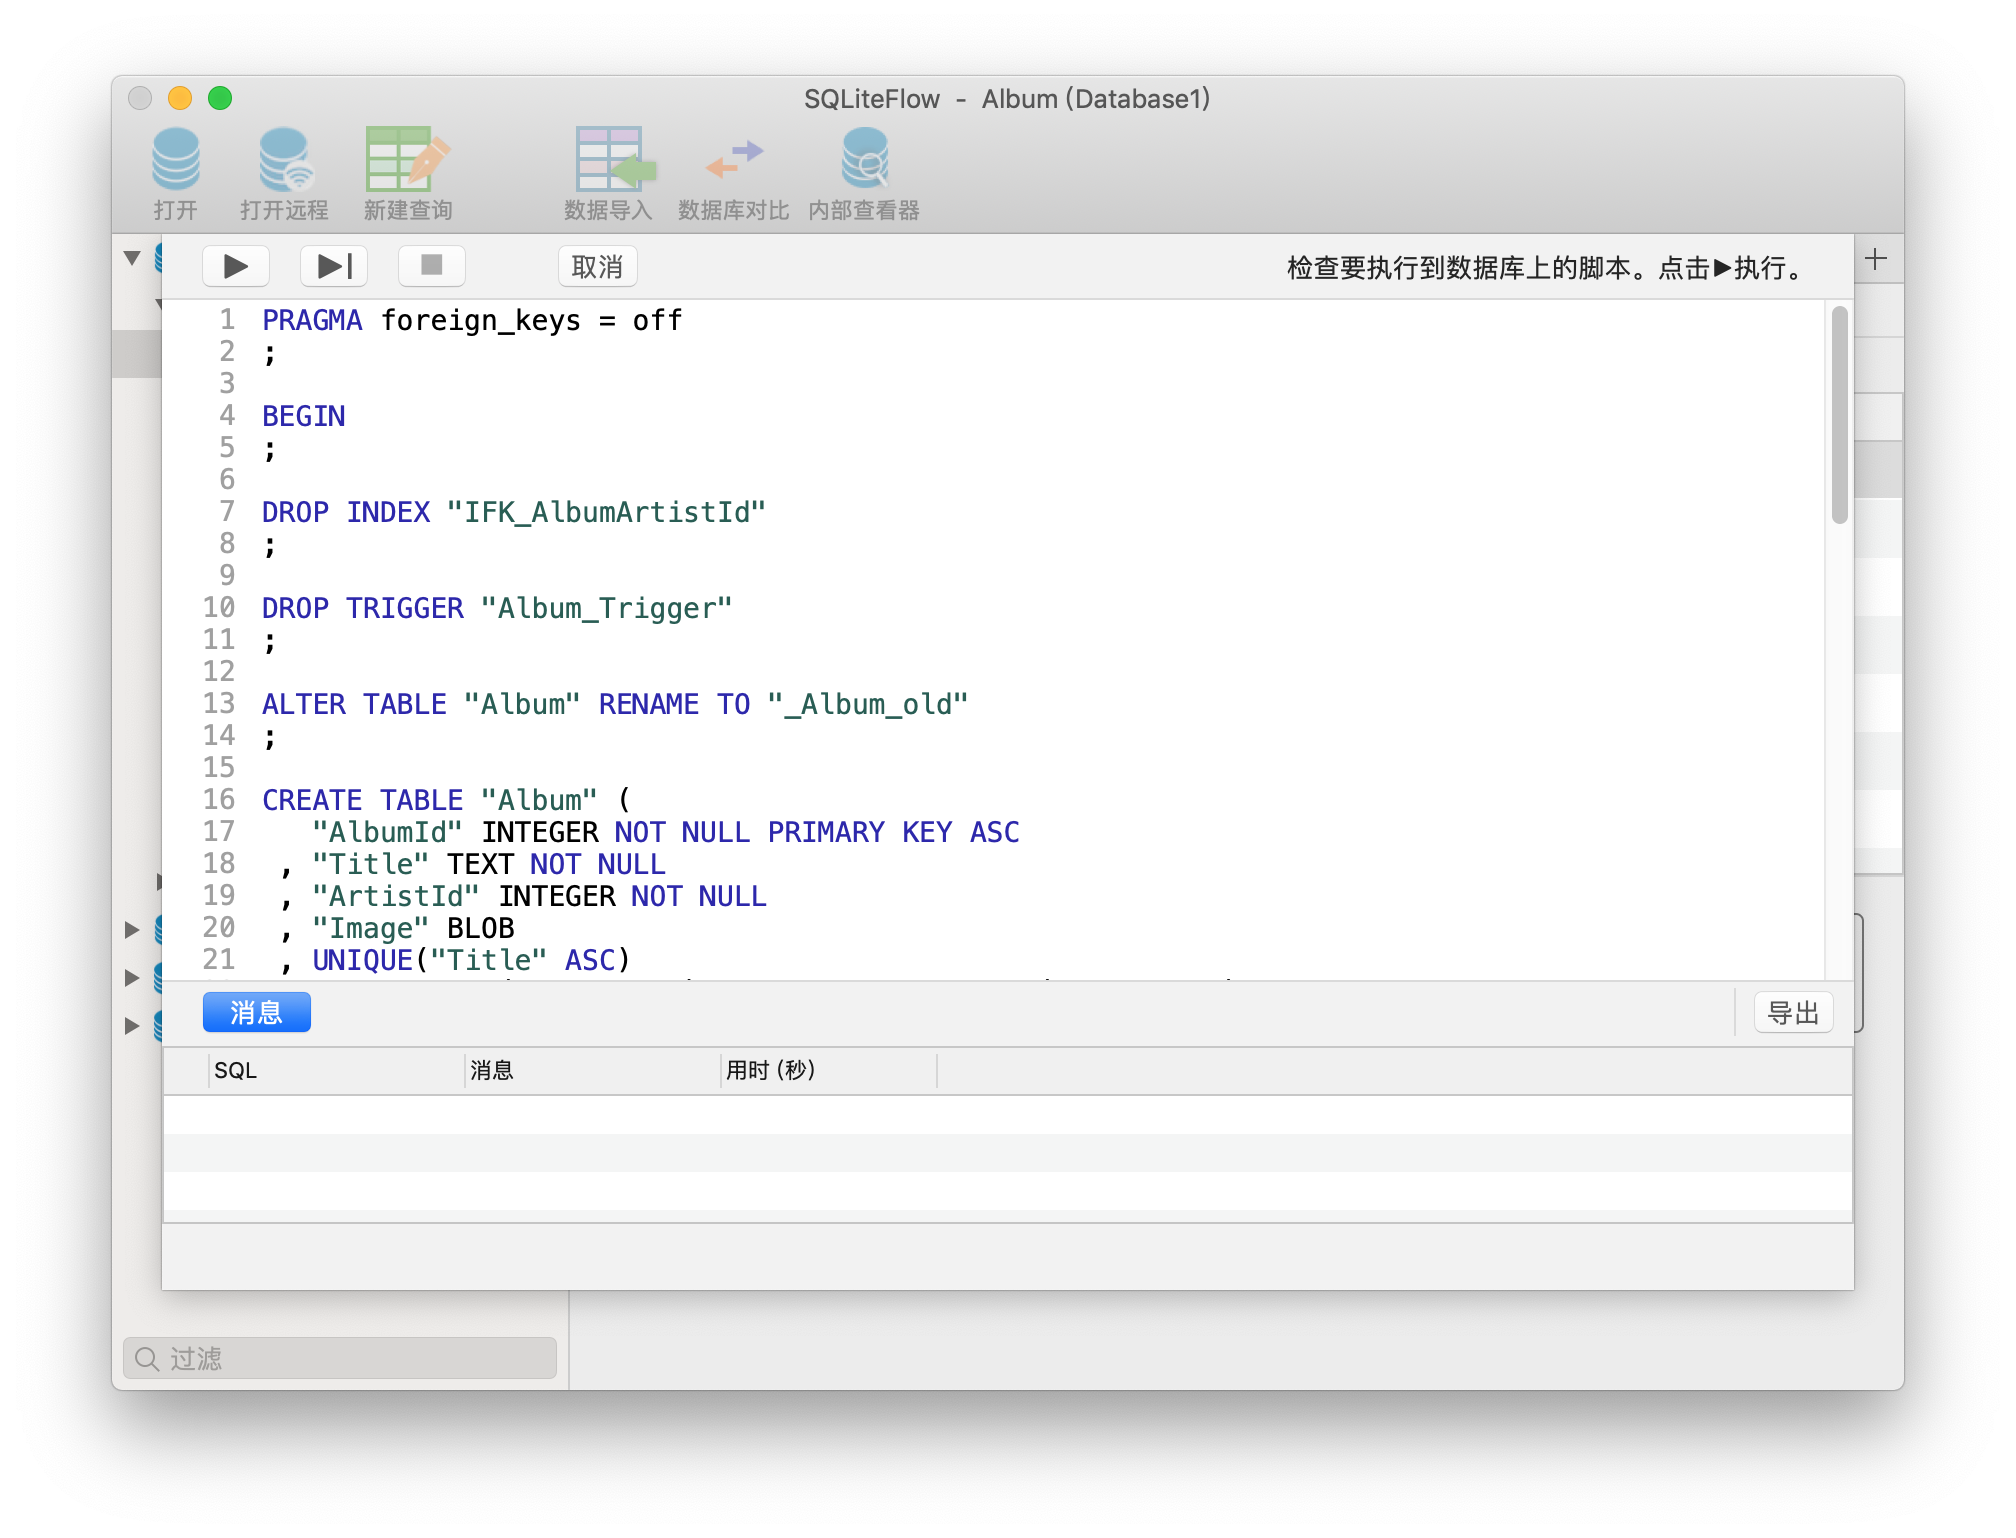 SQLiteFlow - Album (Database1)
打开 打开远程 新建查询 数据导入 数据库对比 内部查看器
取消 检查要执行到数据库上的脚本。点击▶执行。
1 PRAGMA foreign_keys = off
2 ;
3
4 BEGIN
5 ;
6
7 DROP INDEX "IFK_AlbumArtistId"
8 ;
9
10 DROP TRIGGER "Album_Trigger"
11 ;
12
13 ALTER TABLE "Album" RENAME TO "_Album_old"
14 ;
15
16 CREATE TABLE "Album" (
17 "AlbumId" INTEGER NOT NULL PRIMARY KEY ASC
18 , "Title" TEXT NOT NULL
19 , "ArtistId" INTEGER NOT NULL
20 , "Image" BLOB
21 , UNIQUE("Title" ASC)
消息 导出
SQL 消息 用时 (秒)
过滤